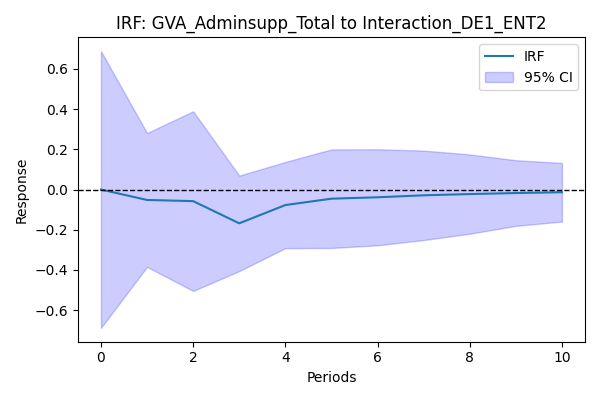 IRF: GVA_Adminsupp_Total to Interaction_DE1_ENT2
IRF
95% CI
Response
0.6
0.4
0.2
0.0
−0.2
−0.4
−0.6
0
2
4
6
8
10
Periods